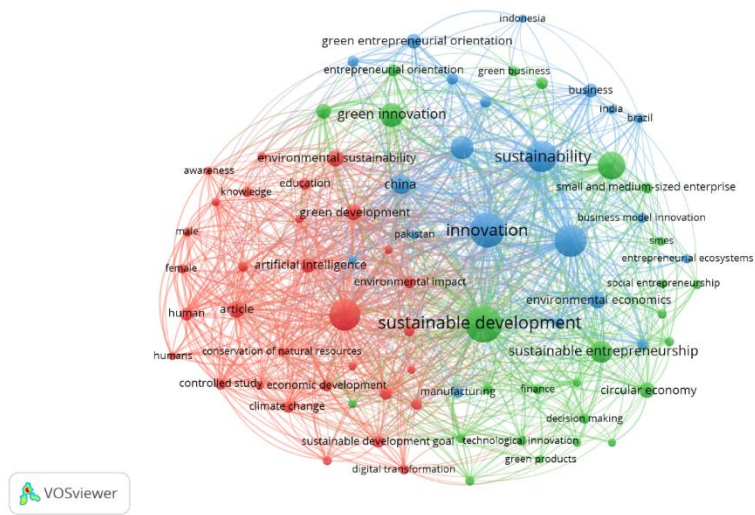 indonesia
green entrepreneurial orientation
entrepreneurial orientation
green business
business
india
brazil
green innovation
sustainability
environmental sustainability
awareness
education
china
small and medium-sized enterprise
knowledge
green development
business model innovation
male
pakistan
innovation
smes
entrepreneurial ecosystems
female
artificial intelligence
environmental impact
social entrepreneurship
environmental economics
human
article
sustainable development
humans
conservation of natural resources
sustainable entrepreneurship
controlled study
economic development
manufacturing
finance
circular economy
climate change
decision making
sustainable development goal
technological innovation
digital transformation
green products
VOSviewer